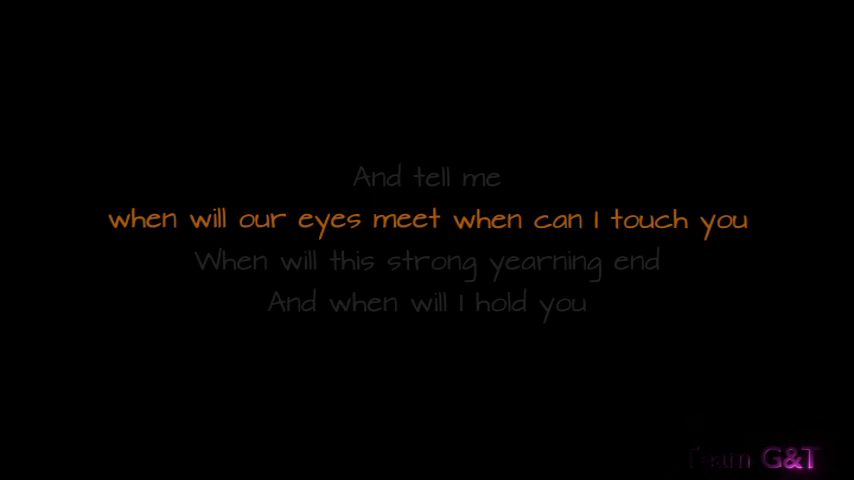 And tell me
when will our eyes meet when can I touch you
When will this strong yearning end
And when will I hold you
Team G&T